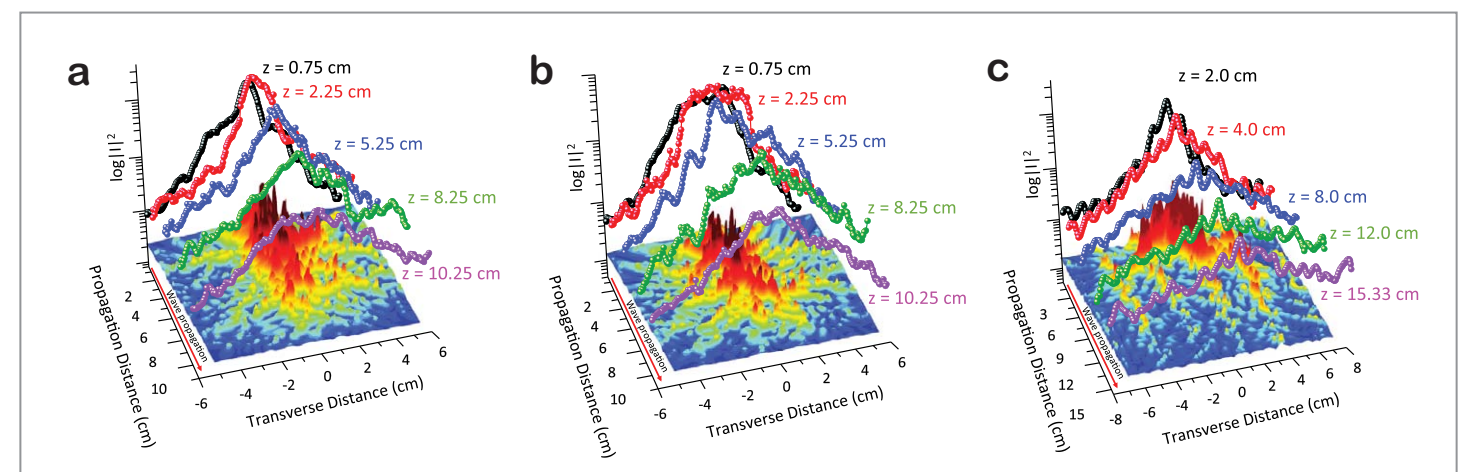 a
z = 0.75 cm
z = 2.25 cm
z = 5.25 cm
z = 8.25 cm
z = 10.25 cm
log|I|²
Propagation Distance (cm)
2
4
6
8
10
Wave propagation
-6
-4
-2
0
2
4
6
Transverse Distance (cm)
b
z = 0.75 cm
z = 2.25 cm
z = 5.25 cm
z = 8.25 cm
z = 10.25 cm
log|I|²
Propagation Distance (cm)
2
4
6
8
10
Wave propagation
-6
-4
-2
0
2
4
6
Transverse Distance (cm)
c
z = 2.0 cm
z = 4.0 cm
z = 8.0 cm
z = 12.0 cm
z = 15.33 cm
log|I|²
Propagation Distance (cm)
3
6
9
12
15
Wave propagation
-8
-6
-4
-2
0
2
4
6
8
Transverse Distance (cm)